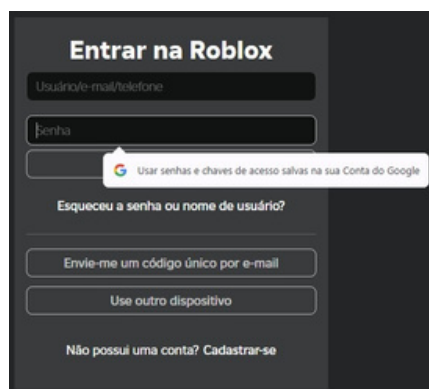 Entrar na Roblox
Usuário/e-mail/telefone
Senha
Usar senhas e chaves de acesso salvas na sua Conta do Google
Esqueceu a senha ou nome de usuário?
Envie-me um código único por e-mail
Use outro dispositivo
Não possui uma conta? Cadastrar-se